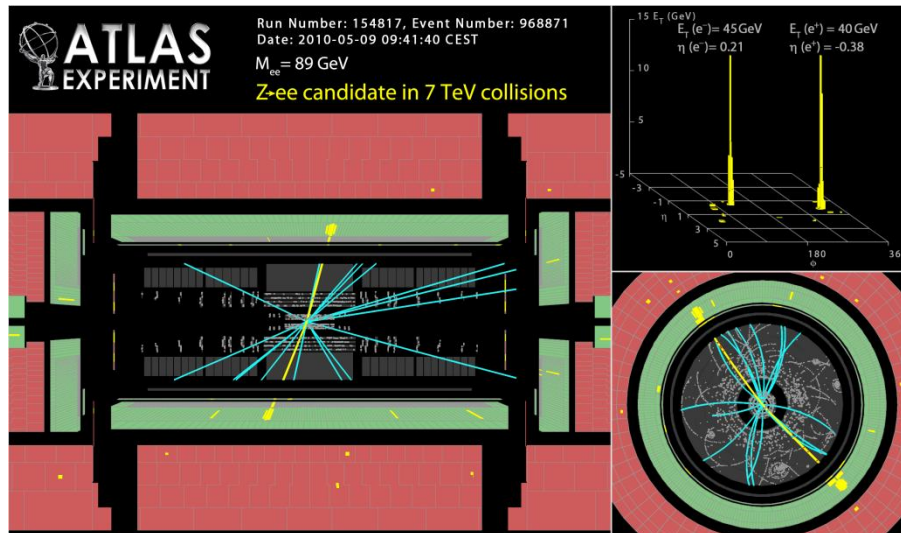 ATLAS
EXPERIMENT
Run Number: 154817, Event Number: 968871
Date: 2010-05-09 09:41:40 CEST
M_ee = 89 GeV
Z→ee candidate in 7 TeV collisions
15 E_T (GeV)
E_T (e⁻) = 45 GeV
η (e⁻) = 0.21
E_T (e⁺) = 40 GeV
η (e⁺) = -0.38
10
5
-5
-3
-1
η 1
3
5
0
180
36
Φ